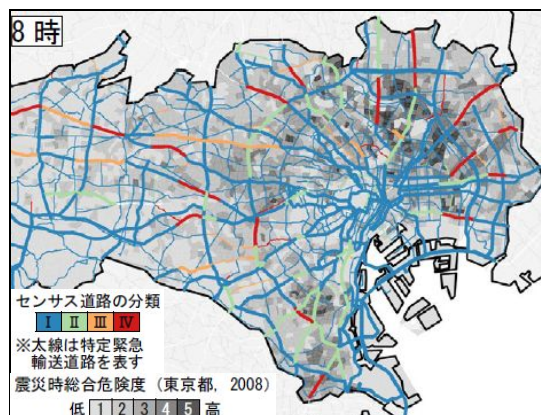 8時
センサス道路の分類
I II III IV
※太線は特定緊急
輸送道路を表す
震災時総合危険度（東京都，2008）
低 1 2 3 4 5 高